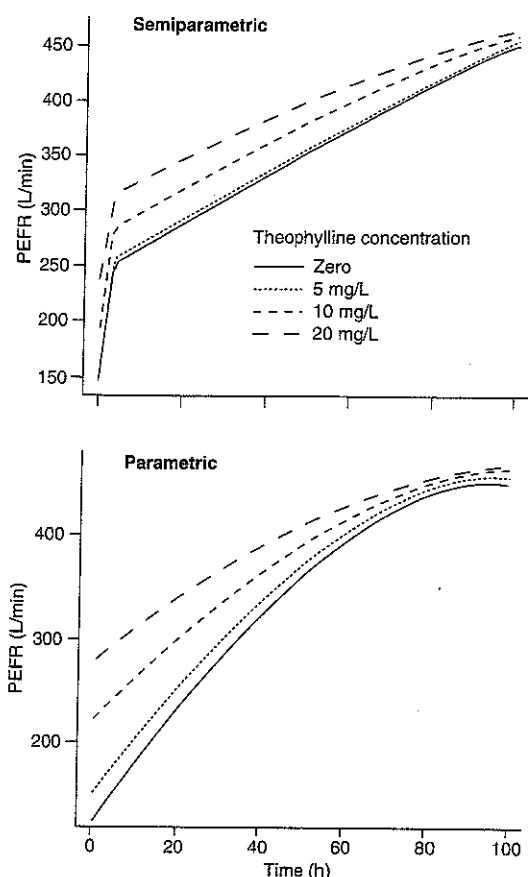 Semiparametric
450
400
350
300
250
200
150
PEFR (L/min)
Theophylline concentration
Zero
5 mg/L
10 mg/L
20 mg/L
Parametric
400
300
200
PEFR (L/min)
0 20 40 60 80 100
Time (h)